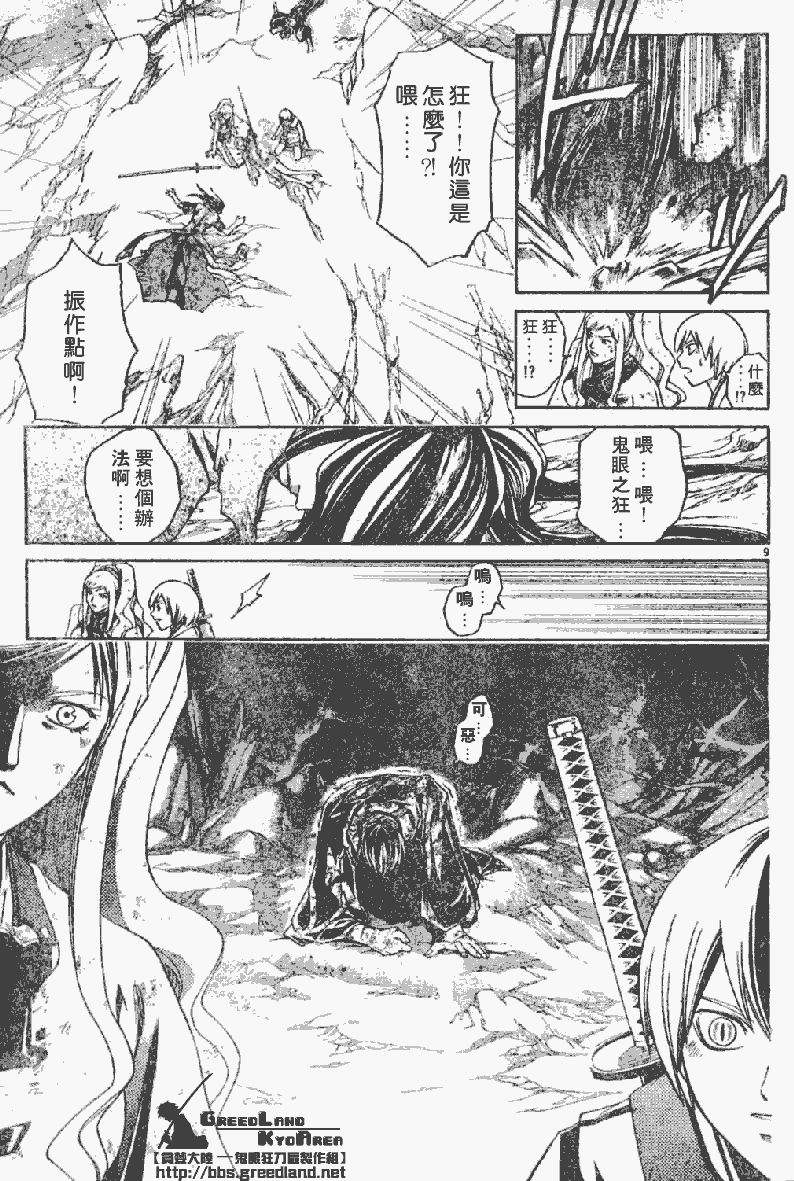 什麼
……!?
狂……
狂……!?
狂！！你這是
怎麼了?!
喂……
振作點啊！
喂…喂！
鬼眼之狂…
要想個辦
法啊……
9
嗚…
嗚…
可…
惡…
GREEDLAND
KYOAREA
【貪婪大陸—鬼眼狂刀區製作組】
http://bbs.greedland.net